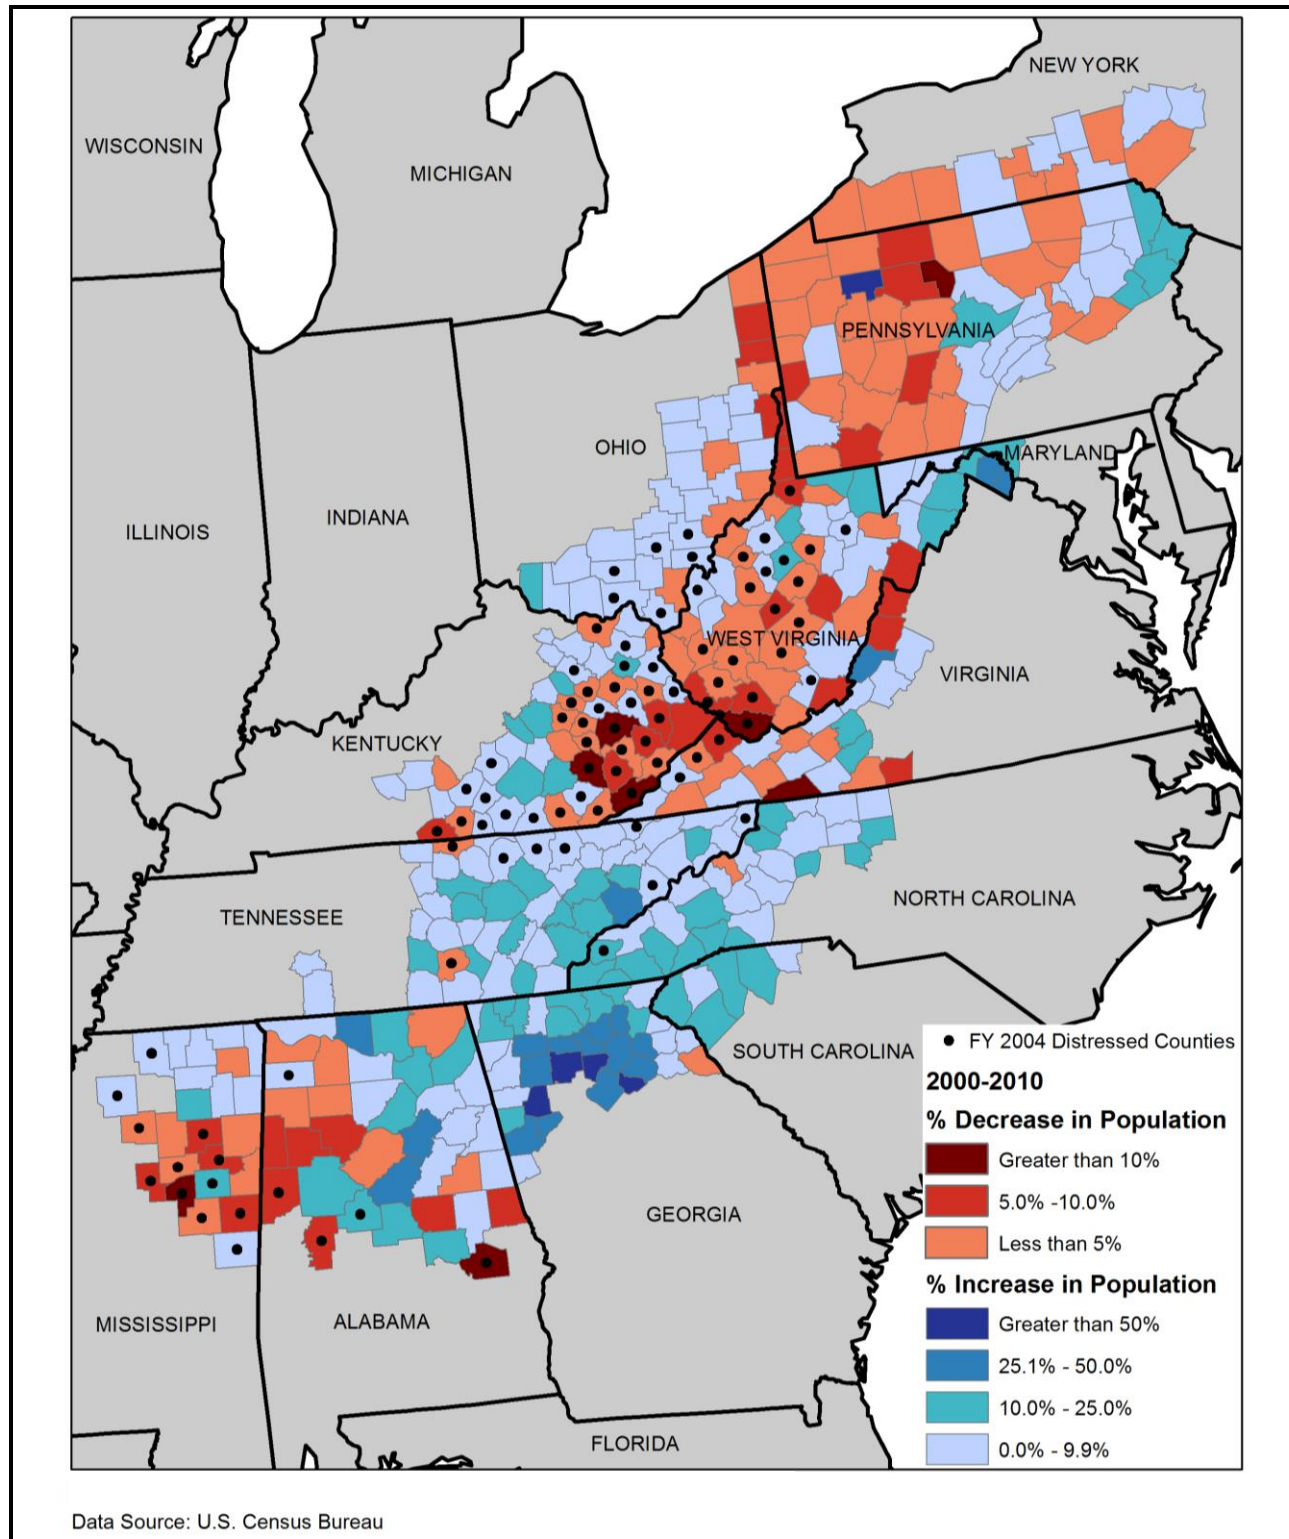 NEW YORK
WISCONSIN
MICHIGAN
PENNSYLVANIA
OHIO
MARYLAND
INDIANA
ILLINOIS
WEST VIRGINIA
VIRGINIA
KENTUCKY
NORTH CAROLINA
TENNESSEE
SOUTH CAROLINA
GEORGIA
MISSISSIPPI
ALABAMA
FLORIDA
FY 2004 Distressed Counties
2000-2010
% Decrease in Population
Greater than 10%
5.0% -10.0%
Less than 5%
% Increase in Population
Greater than 50%
25.1% - 50.0%
10.0% - 25.0%
0.0% - 9.9%
Data Source: U.S. Census Bureau